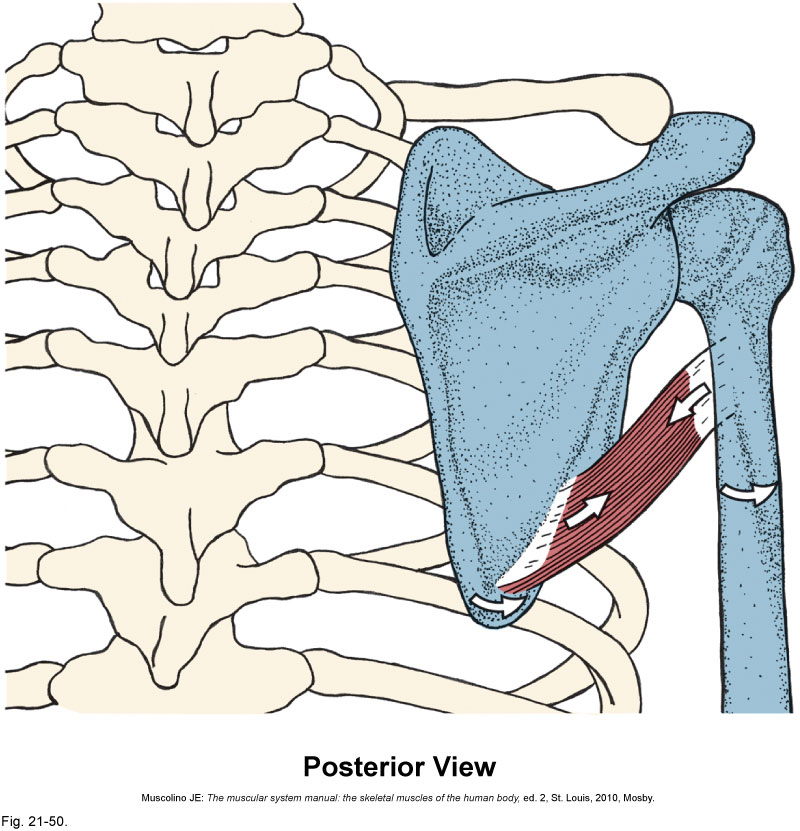 Posterior View
Muscolino JE: The muscular system manual: the skeletal muscles of the human body, ed. 2, St. Louis, 2010, Mosby.
Fig. 21-50.